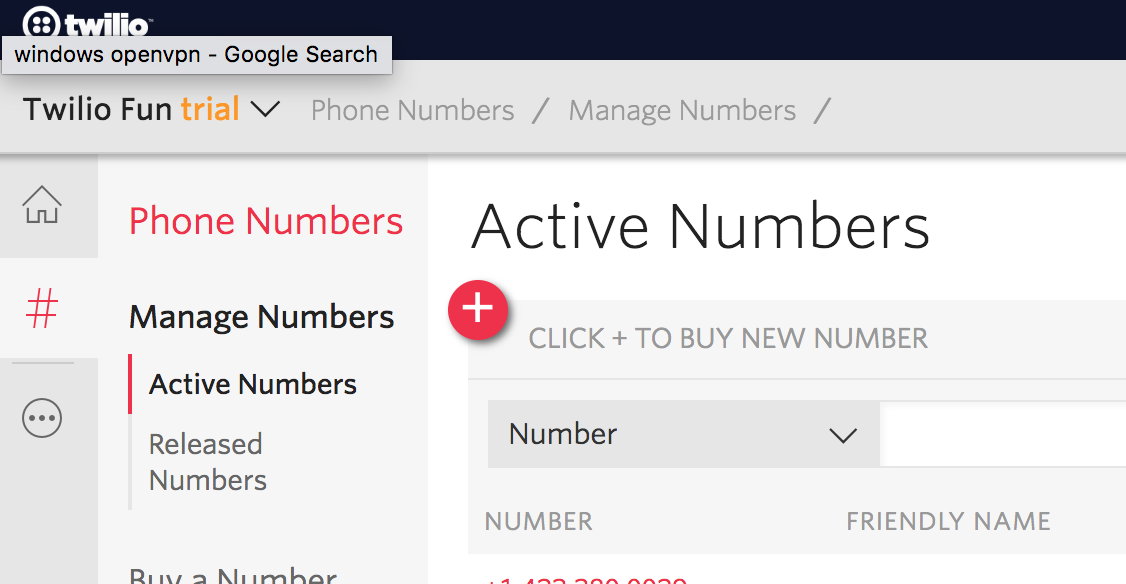 twilio
windows openvpn - Google Search
Twilio Fun trial Phone Numbers / Manage Numbers /
Phone Numbers
Active Numbers
Manage Numbers
CLICK + TO BUY NEW NUMBER
Active Numbers
Number
Released
Numbers
NUMBER FRIENDLY NAME
Buy a Number